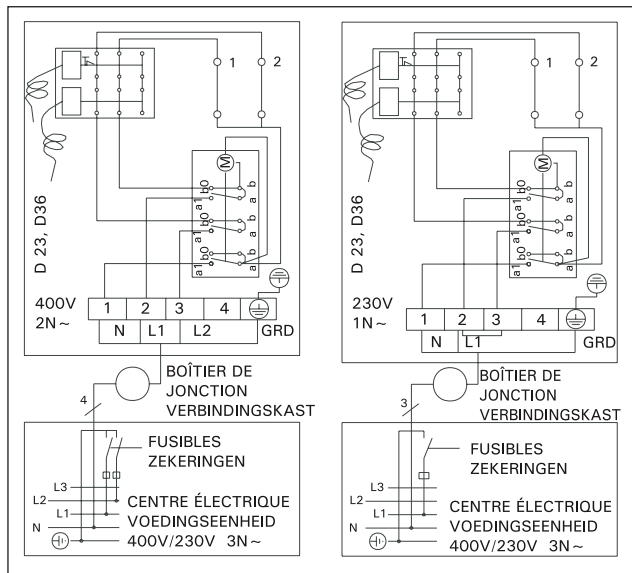 1 2
M
b0 b
a1 a
b0 b
a1 a
b0 b
a1 a
D 23, D36
400V
2N~
1 2 3 4
N L1 L2 GRD
BOÎTIER DE
JONCTION
VERBINDINGSKAST
4
FUSIBLES
ZEKERINGEN
L3
L2
L1
N
CENTRE ÉLECTRIQUE
VOEDINGSEENHEID
400V/230V 3N~
1 2
M
b0 b
a1 a
b0 b
a1 a
b0 b
a1 a
D 23, D36
230V
1N~
1 2 3 4
N L1 GRD
BOÎTIER DE
JONCTION
VERBINDINGSKAST
3
FUSIBLES
ZEKERINGEN
L3
L2
L1
N
CENTRE ÉLECTRIQUE
VOEDINGSEENHEID
400V/230V 3N~